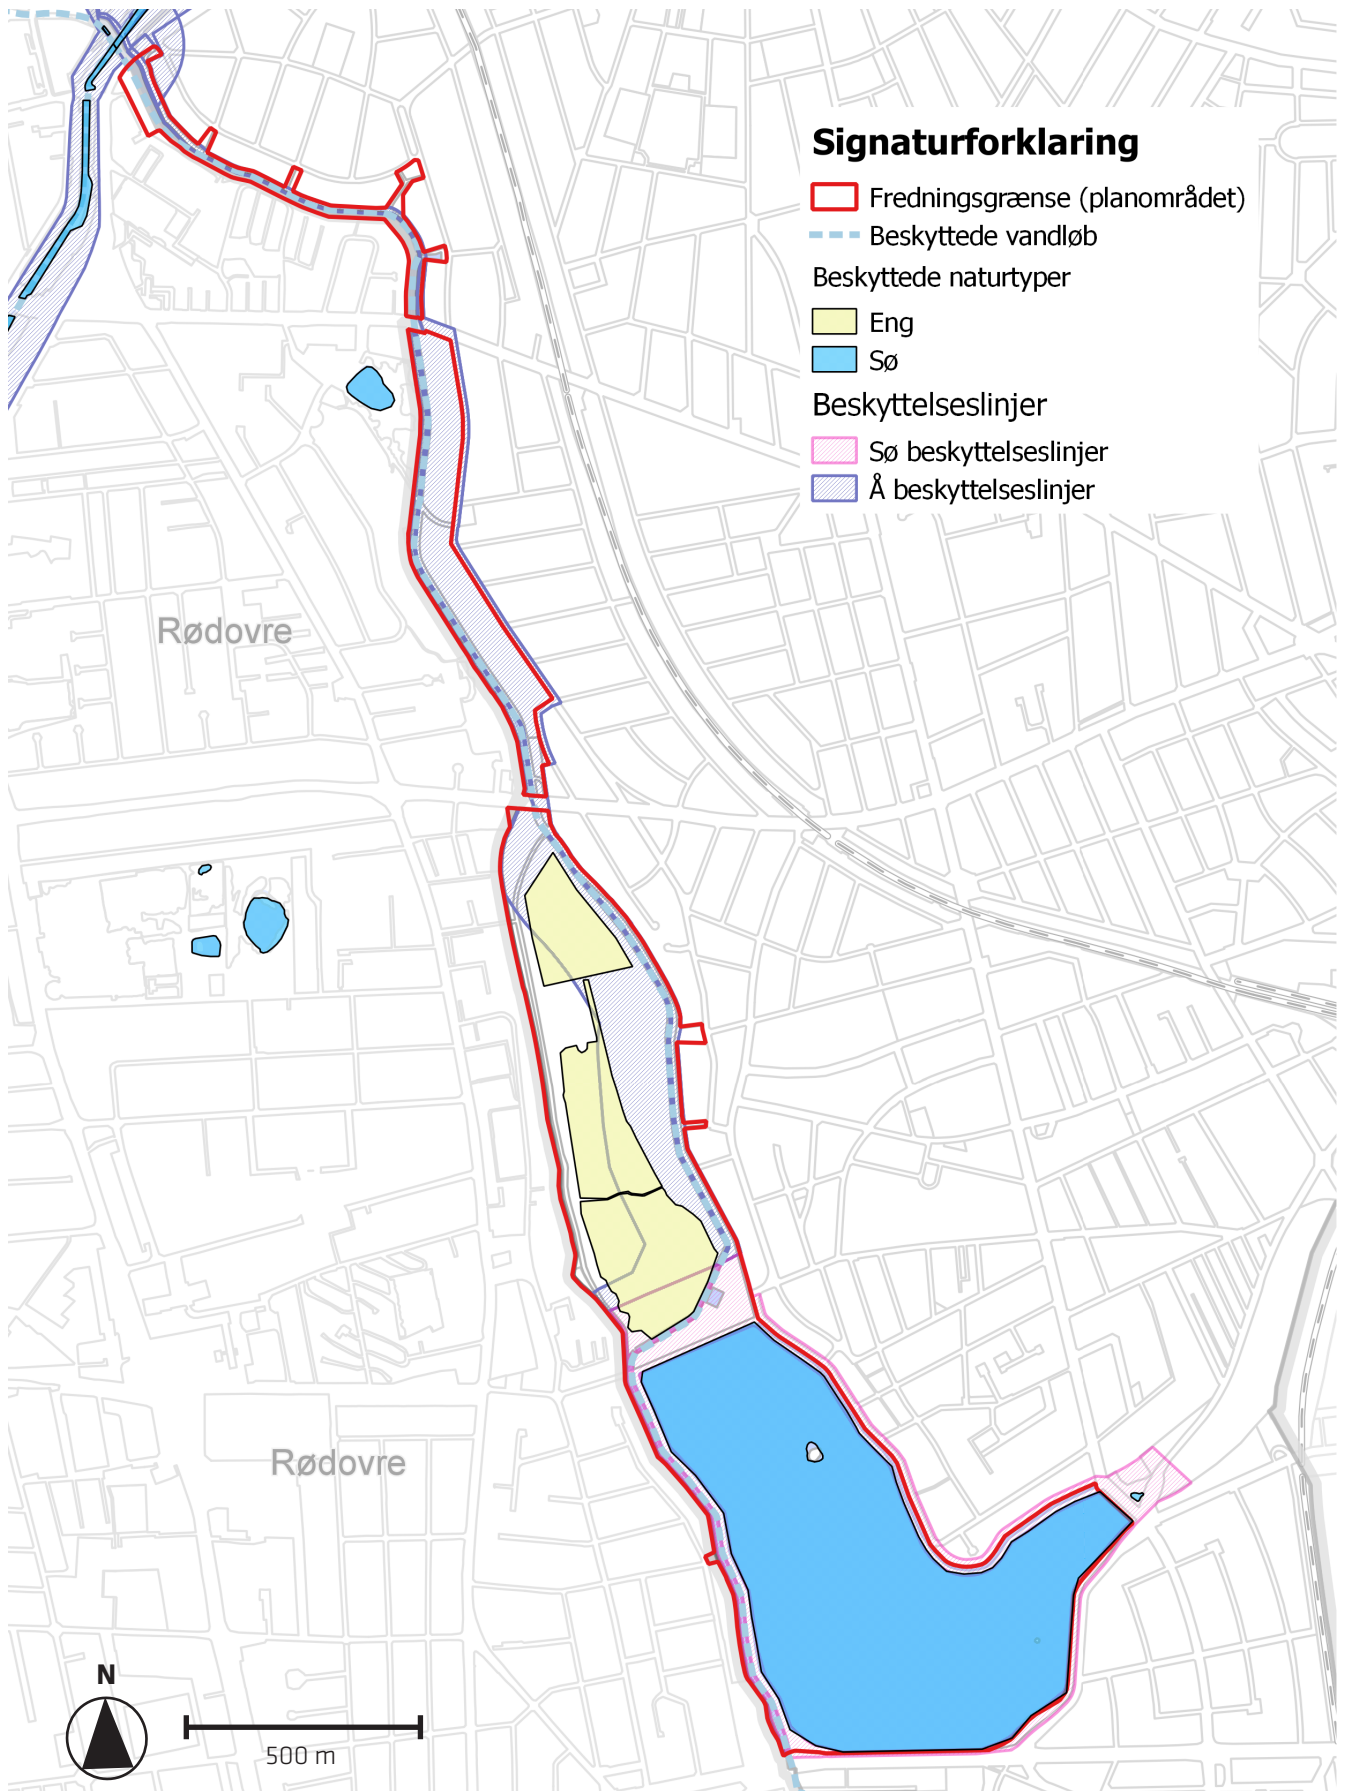 Signaturforklaring
Fredningsgrænse (planområdet)
Beskyttede vandløb
Beskyttede naturtyper
Eng
Sø
Beskyttelseslinjer
Sø beskyttelseslinjer
Å beskyttelseslinjer
Rødovre
Rødovre
N
500 m